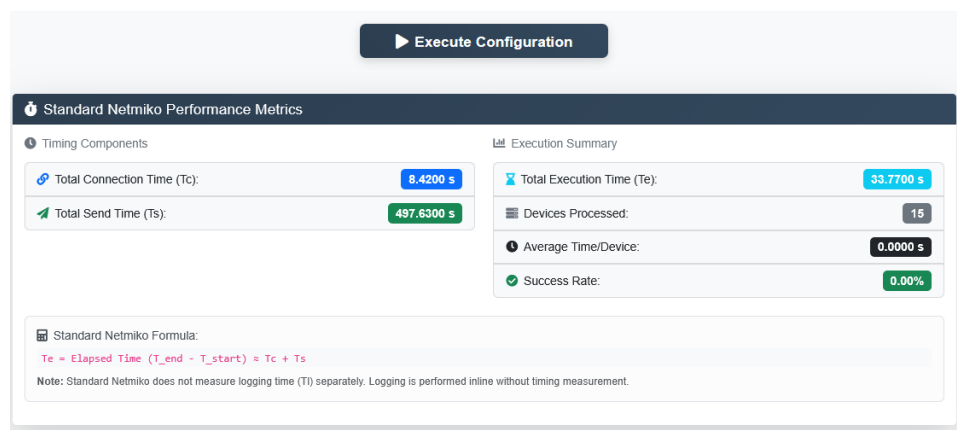 Execute Configuration
Standard Netmiko Performance Metrics
Timing Components
Total Connection Time (Tc): 8.4200 s
Total Send Time (Ts): 497.6300 s
Execution Summary
Total Execution Time (Te): 33.7700 s
Devices Processed: 15
Average Time/Device: 0.0000 s
Success Rate: 0.00%
Standard Netmiko Formula:
Te = Elapsed Time (T_end - T_start) ≈ Tc + Ts
Note: Standard Netmiko does not measure logging time (Tl) separately. Logging is performed inline without timing measurement.